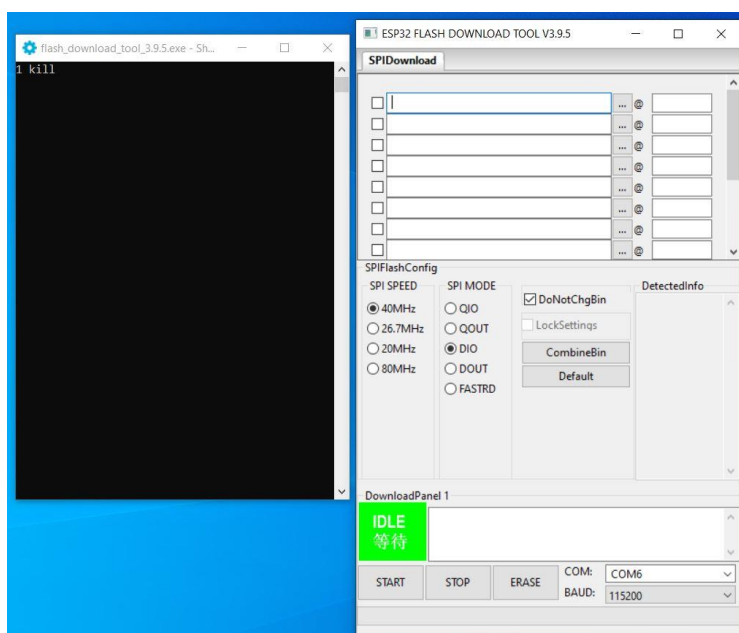 flash_download_tool_3.9.5.exe - Sh...
1 kill
ESP32 FLASH DOWNLOAD TOOL V3.9.5
SPIDownload
... @
... @
... @
... @
... @
... @
... @
... @
SPIFlashConfig
SPI SPEED
40MHz
26.7MHz
20MHz
80MHz
SPI MODE
QIO
QOUT
DIO
DOUT
FASTRD
DoNotChgBin
LockSettings
CombineBin
Default
DetectedInfo
DownloadPanel 1
IDLE
等待
START
STOP
ERASE
COM: COM6
BAUD: 115200